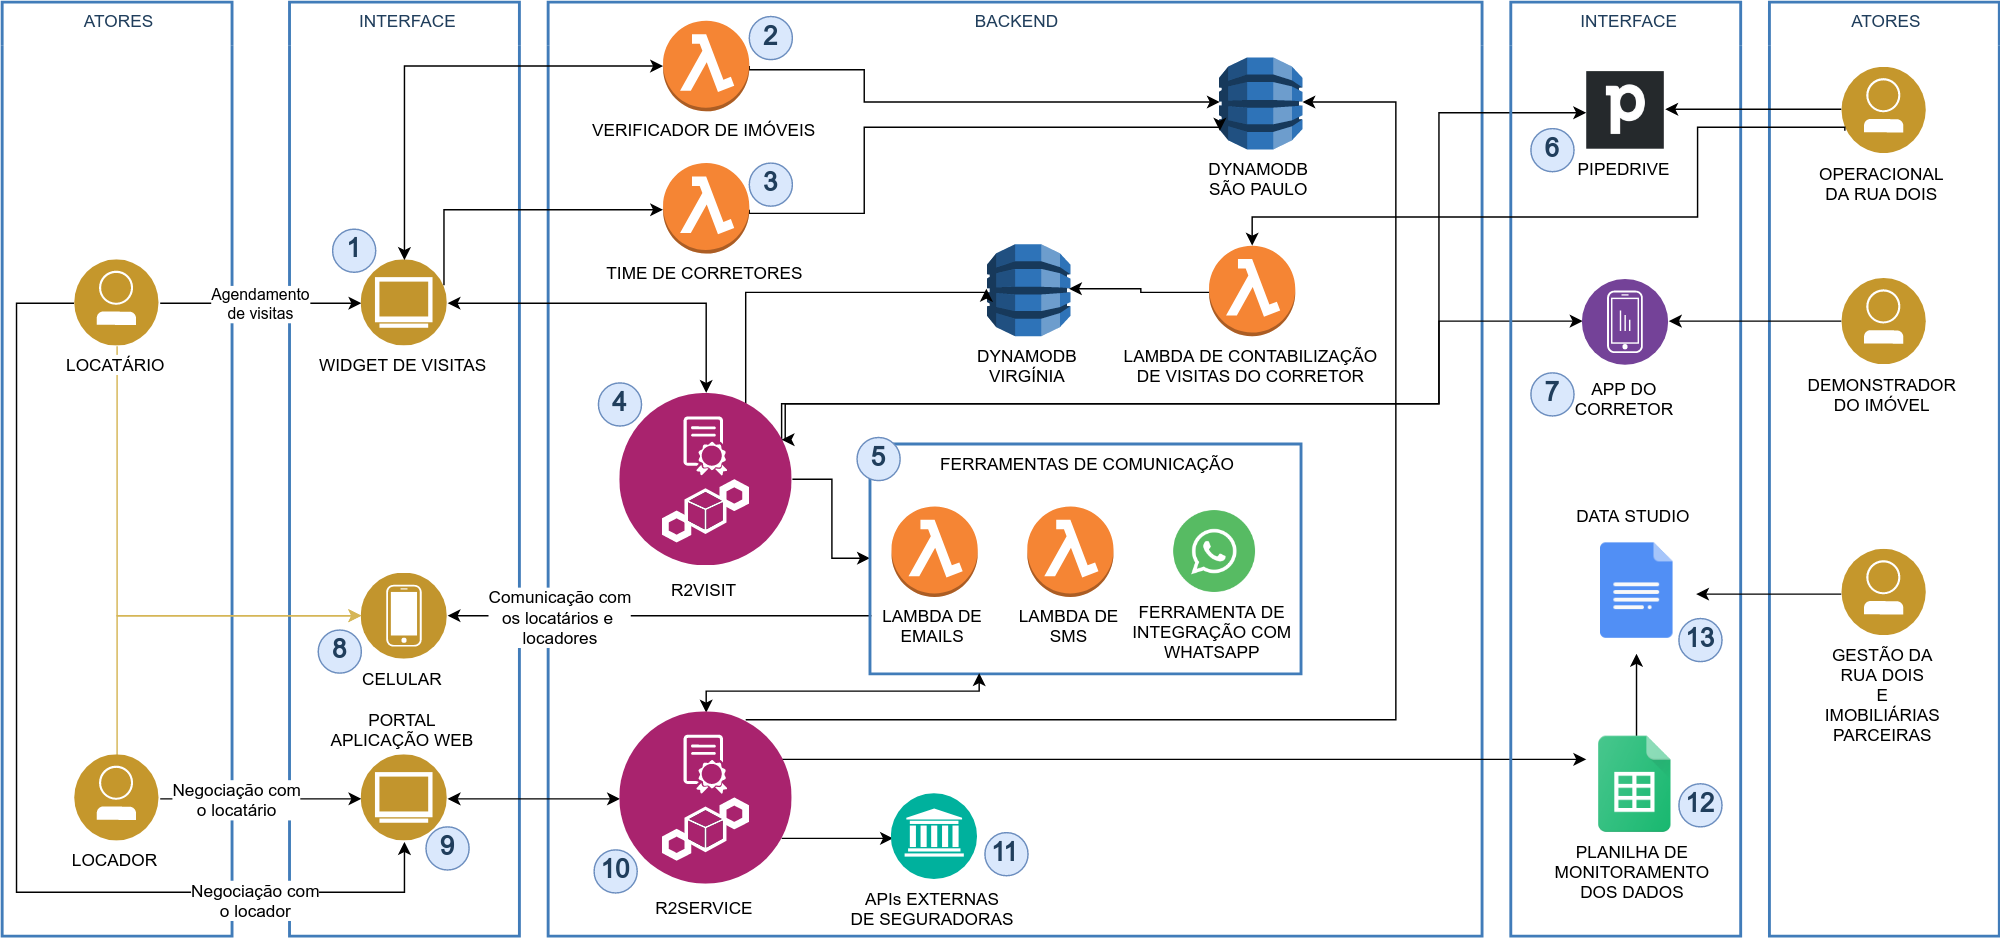 ATORES
INTERFACE
BACKEND
INTERFACE
ATORES
2
VERIFICADOR DE IMÓVEIS
3
TIME DE CORRETORES
DYNAMODB
SÃO PAULO
6
PIPEDRIVE
OPERACIONAL
DA RUA DOIS
1
Agendamento
de visitas
LOCATÁRIO
WIDGET DE VISITAS
DYNAMODB
VIRGÍNIA
LAMBDA DE CONTABILIZAÇÃO
DE VISITAS DO CORRETOR
7
APP DO
CORRETOR
DEMONSTRADOR
DO IMÓVEL
4
R2VISIT
5
FERRAMENTAS DE COMUNICAÇÃO
LAMBDA DE
EMAILS
LAMBDA DE
SMS
FERRAMENTA DE
INTEGRAÇÃO COM
WHATSAPP
DATA STUDIO
13
GESTÃO DA
RUA DOIS
E
IMOBILIÁRIAS
PARCEIRAS
Comunicação com
os locatários e
locadores
8
CELULAR
PORTAL
APLICAÇÃO WEB
Negociação com
o locatário
9
LOCADOR
Negociação com
o locador
10
R2SERVICE
11
APIs EXTERNAS
DE SEGURADORAS
12
PLANILHA DE
MONITORAMENTO
DOS DADOS